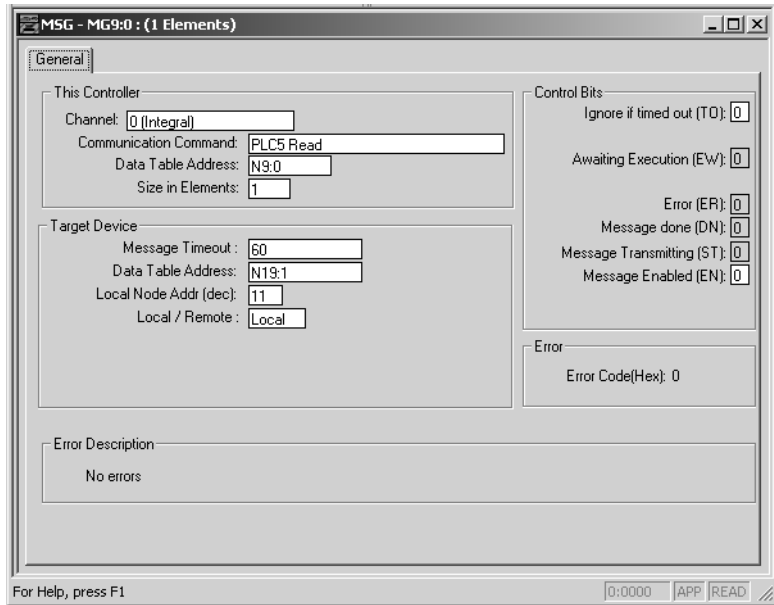 MSG - MG9:0 : (1 Elements)
General
This Controller
Channel: 0 (Integral)
Communication Command: PLC5 Read
Data Table Address: N9:0
Size in Elements: 1
Target Device
Message Timeout : 60
Data Table Address: N19:1
Local Node Addr (dec): 11
Local / Remote : Local
Control Bits
Ignore if timed out (TO): 0
Awaiting Execution (EW): 0
Error (ER): 0
Message done (DN): 0
Message Transmitting (ST): 0
Message Enabled (EN): 0
Error
Error Code(Hex): 0
Error Description
No errors
For Help, press F1
0:0000 APP READ